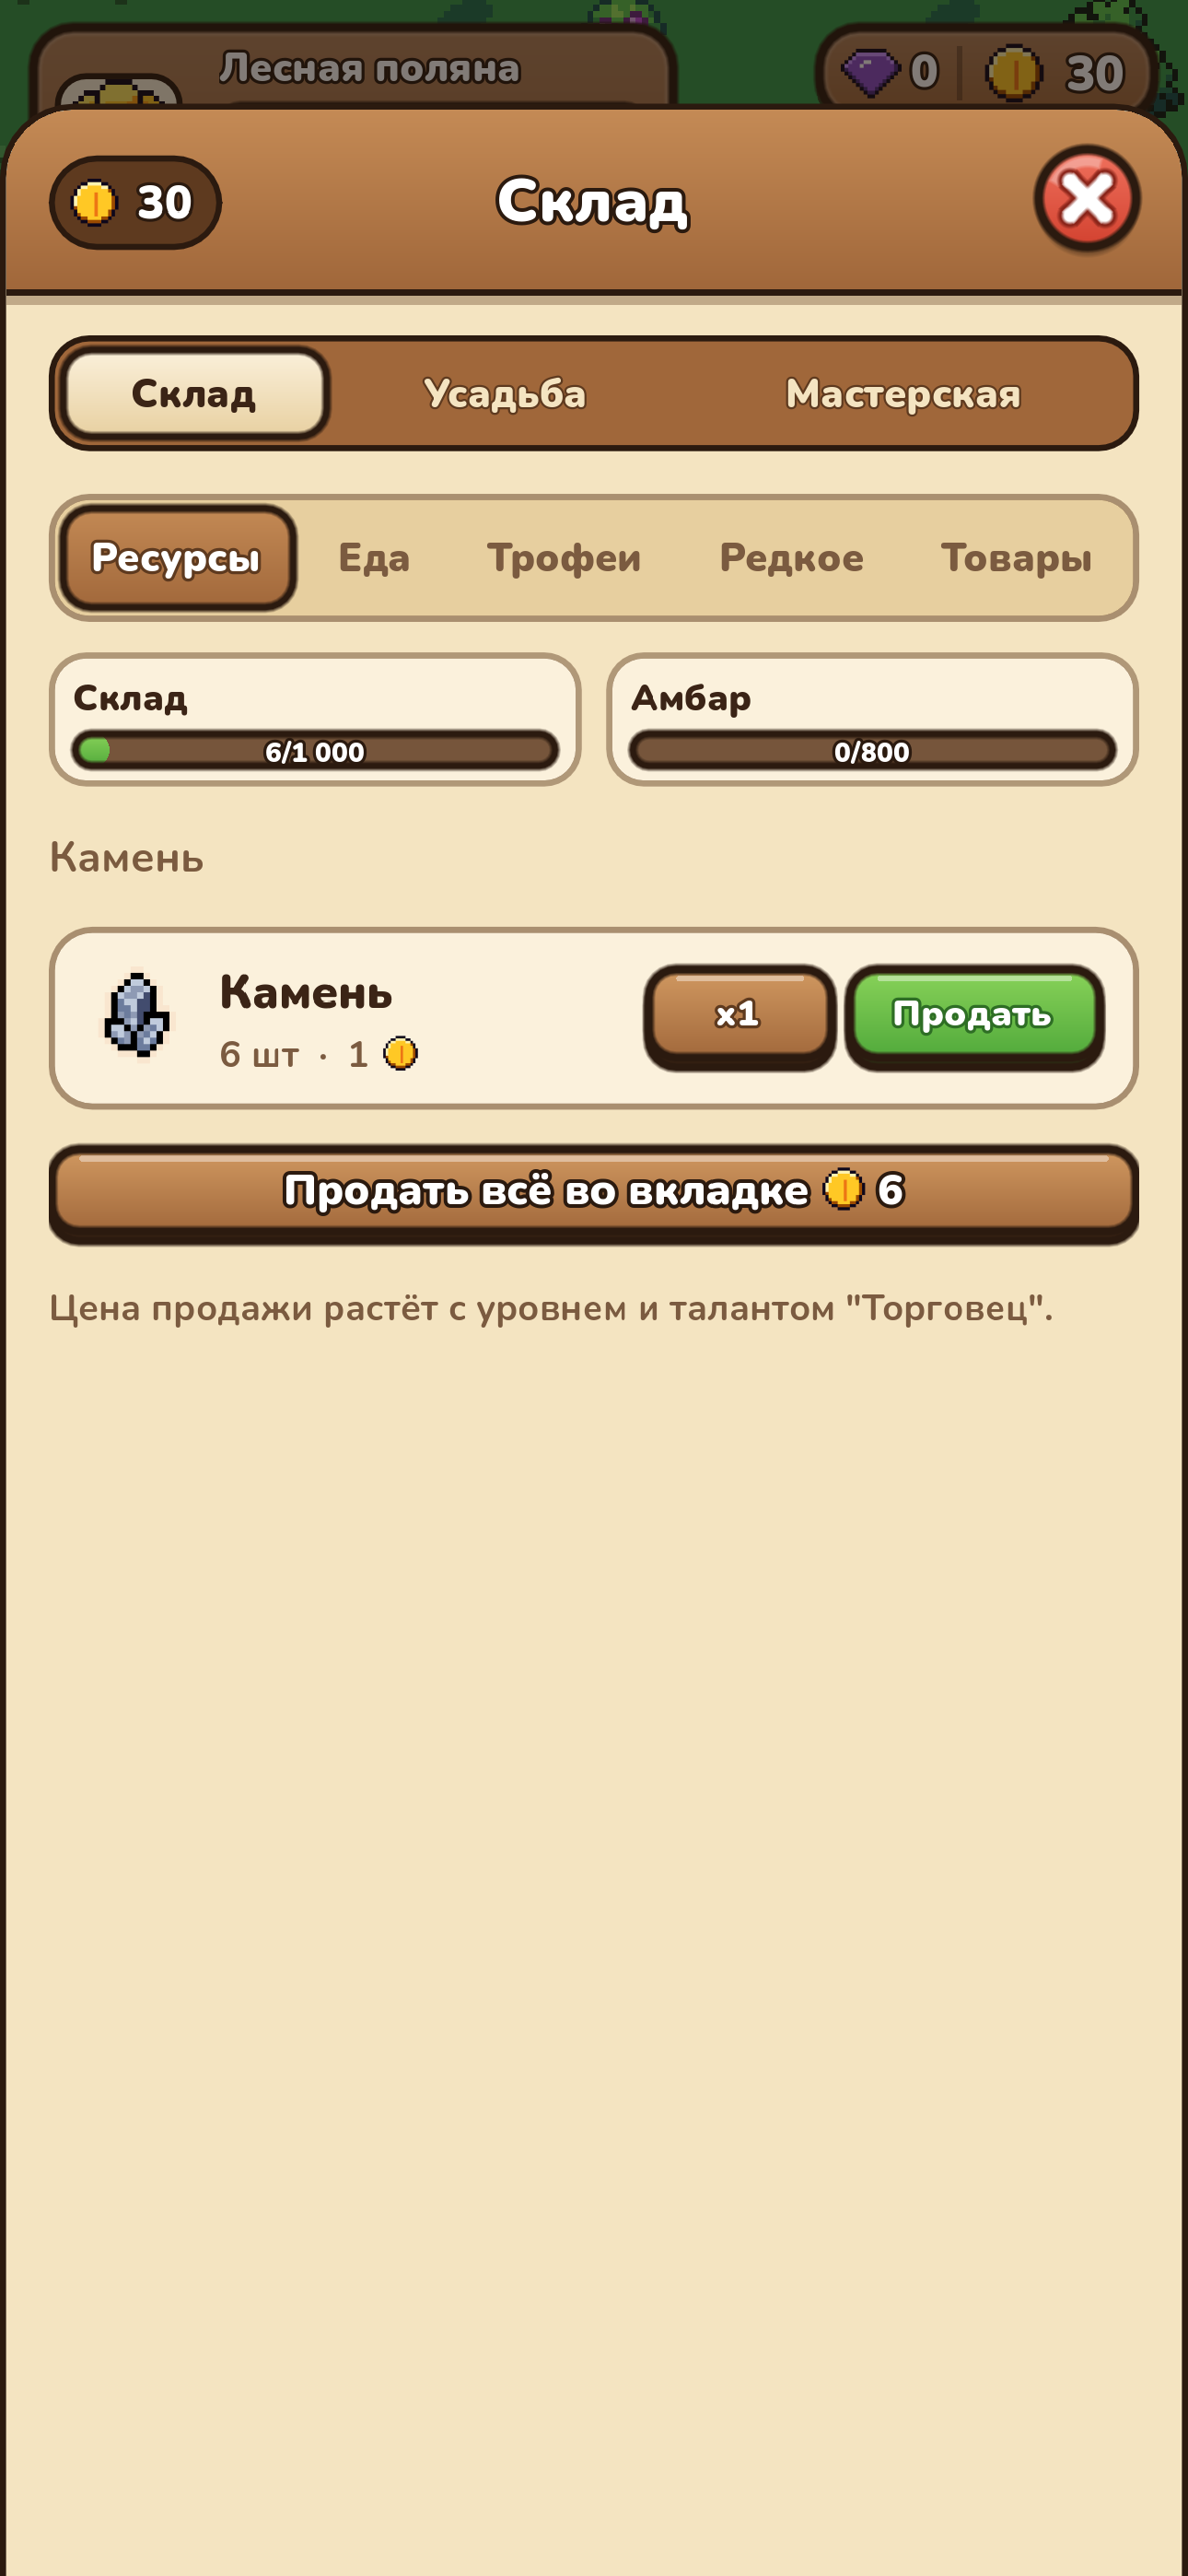 Лесная поляна
0 30
30 Склад
Склад Усадьба Мастерская
Ресурсы Еда Трофеи Редкое Товары
Склад
6/1 000
Амбар
0/800
Камень
Камень
6 шт · 1
x1 Продать
Продать всё во вкладке 6
Цена продажи растёт с уровнем и талантом "Торговец".